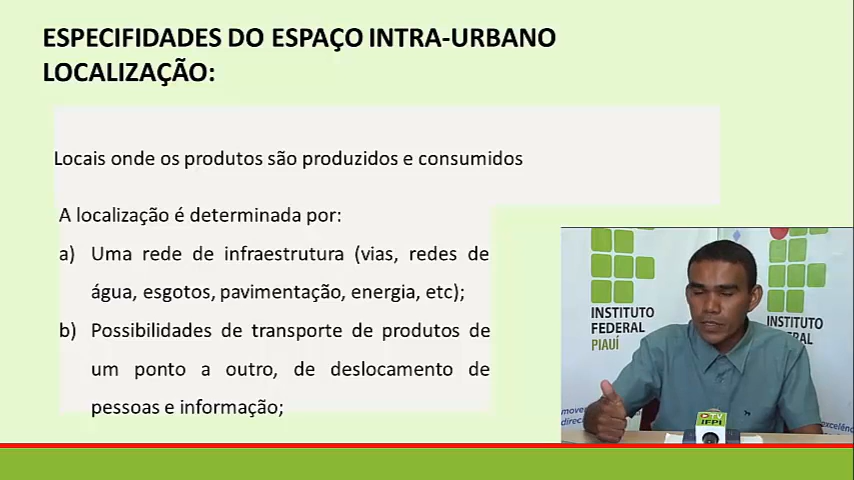 ESPECIFIDADES DO ESPAÇO INTRA-URBANO
LOCALIZAÇÃO:
Locais onde os produtos são produzidos e consumidos
A localização é determinada por:
a) Uma rede de infraestrutura (vias, redes de
água, esgotos, pavimentação, energia, etc);
b) Possibilidades de transporte de produtos de
um ponto a outro, de deslocamento de
pessoas e informação;
INSTITUTO
FEDERAL
PIAUÍ
INSTITUTO
TV
IFPI